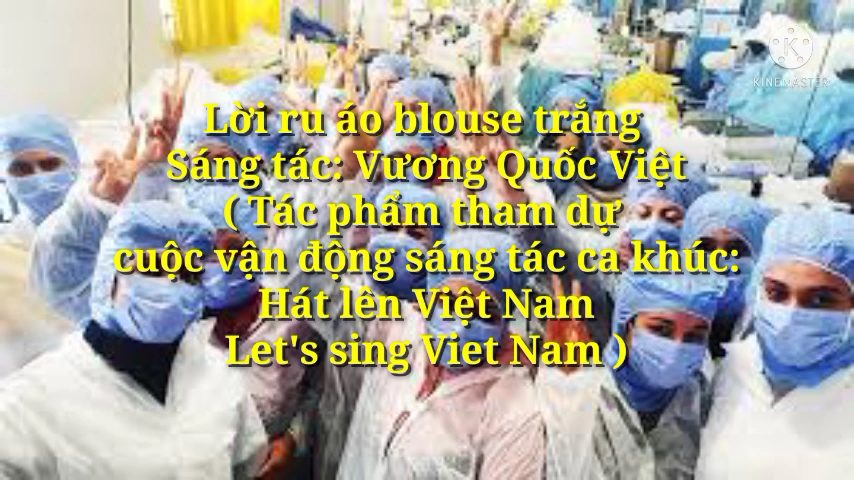 KINEMASTER
Lời ru áo blouse trắng
Sáng tác: Vương Quốc Việt
( Tác phẩm tham dự
cuộc vận động sáng tác ca khúc:
Hát lên Việt Nam
Let's sing Viet Nam )